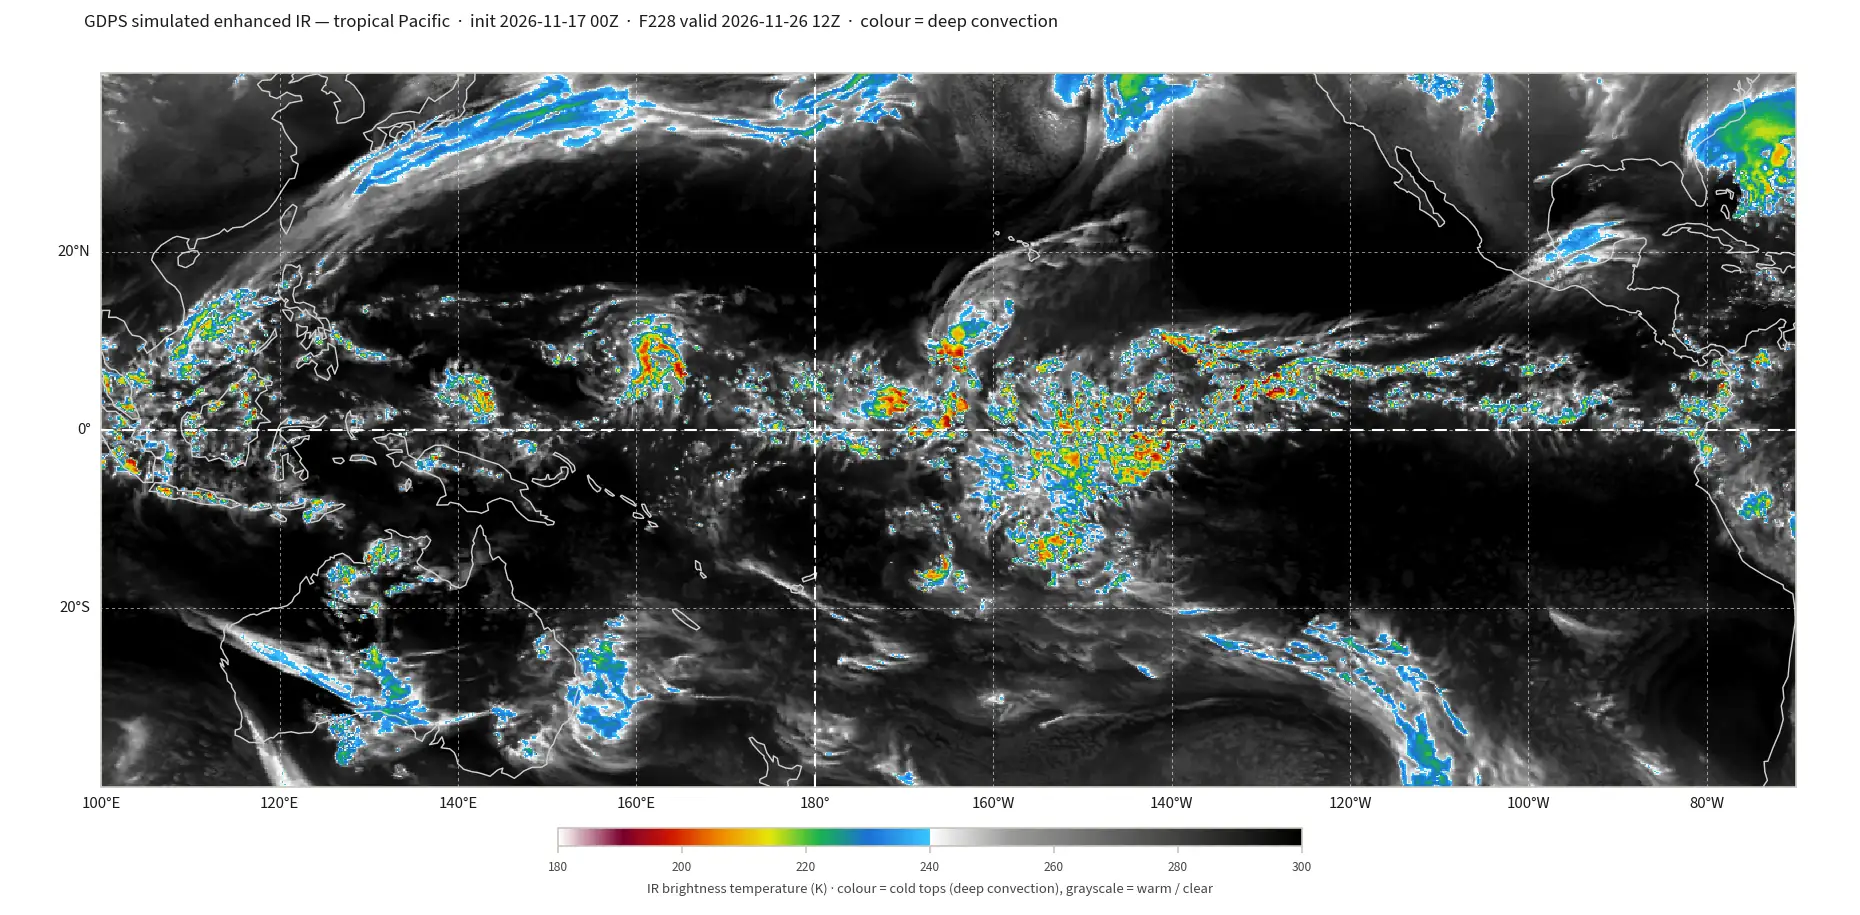 GDPS simulated enhanced IR — tropical Pacific · init 2026-11-17 00Z · F228 valid 2026-11-26 12Z · colour = deep convection
20°N
0°
20°S
100°E 120°E 140°E 160°E 180° 160°W 140°W 120°W 100°W 80°W
180 200 220 240 260 280 300
IR brightness temperature (K) · colour = cold tops (deep convection), grayscale = warm / clear